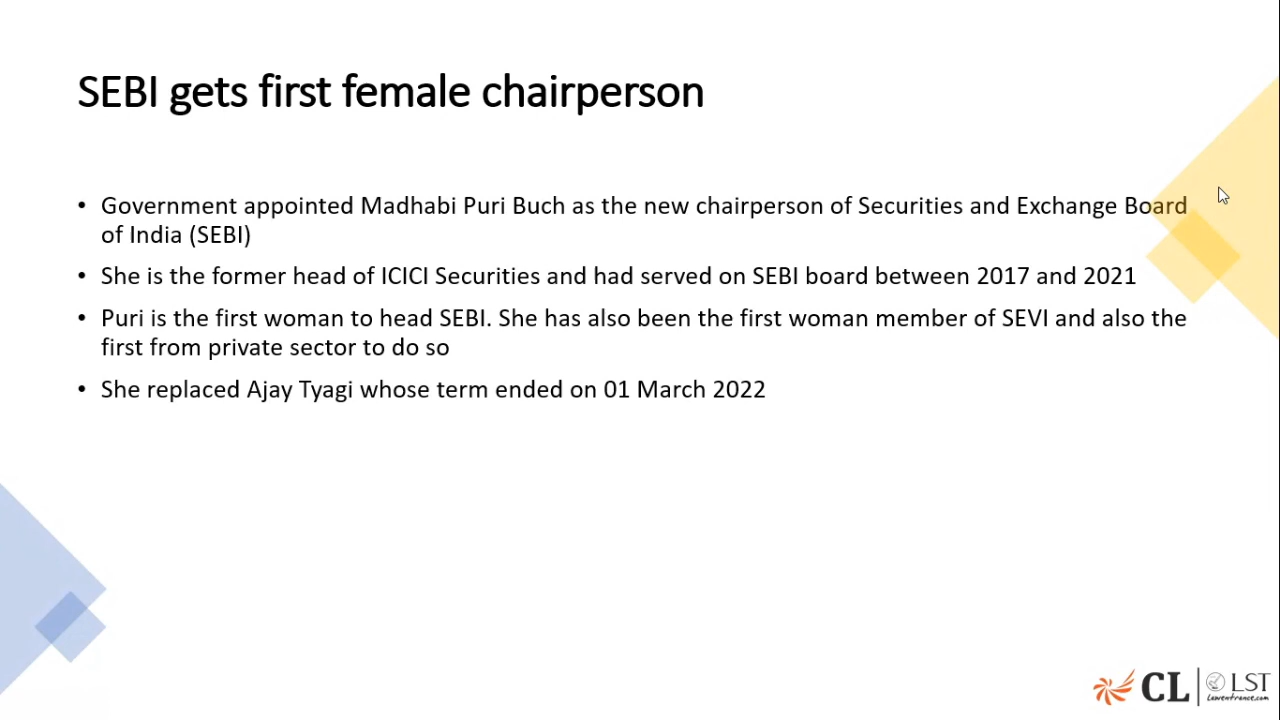 SEBI gets first female chairperson
• Government appointed Madhabi Puri Buch as the new chairperson of Securities and Exchange Board
of India (SEBI)
• She is the former head of ICICI Securities and had served on SEBI board between 2017 and 2021
• Puri is the first woman to head SEBI. She has also been the first woman member of SEVI and also the
first from private sector to do so
• She replaced Ajay Tyagi whose term ended on 01 March 2022
CL LST
Lawentrance.com